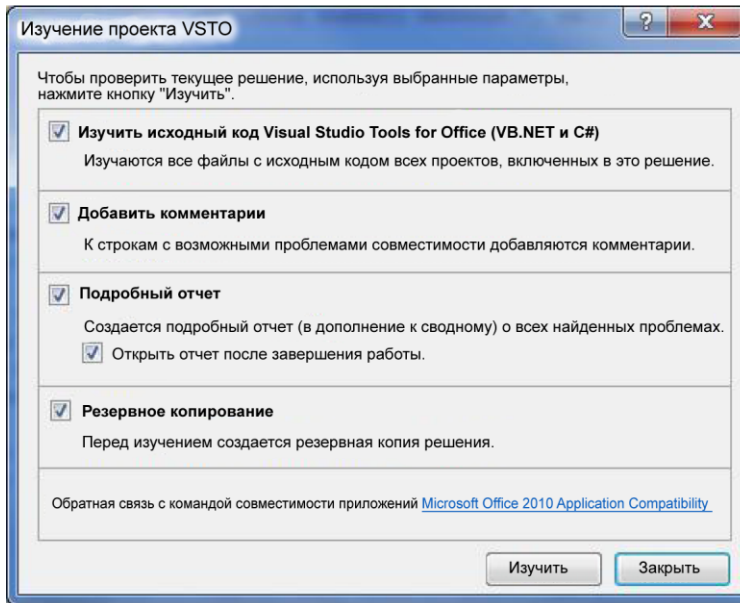 Изучение проекта VSTO
Чтобы проверить текущее решение, используя выбранные параметры,
нажмите кнопку "Изучить".
Изучить исходный код Visual Studio Tools for Office (VB.NET и C#)
Изучаются все файлы с исходным кодом всех проектов, включенных в это решение.
Добавить комментарии
К строкам с возможными проблемами совместимости добавляются комментарии.
Подробный отчет
Создается подробный отчет (в дополнение к сводному) о всех найденных проблемах.
Открыть отчет после завершения работы.
Резервное копирование
Перед изучением создается резервная копия решения.
Обратная связь с командой совместимости приложений Microsoft Office 2010 Application Compatibility
Изучить Закрыть